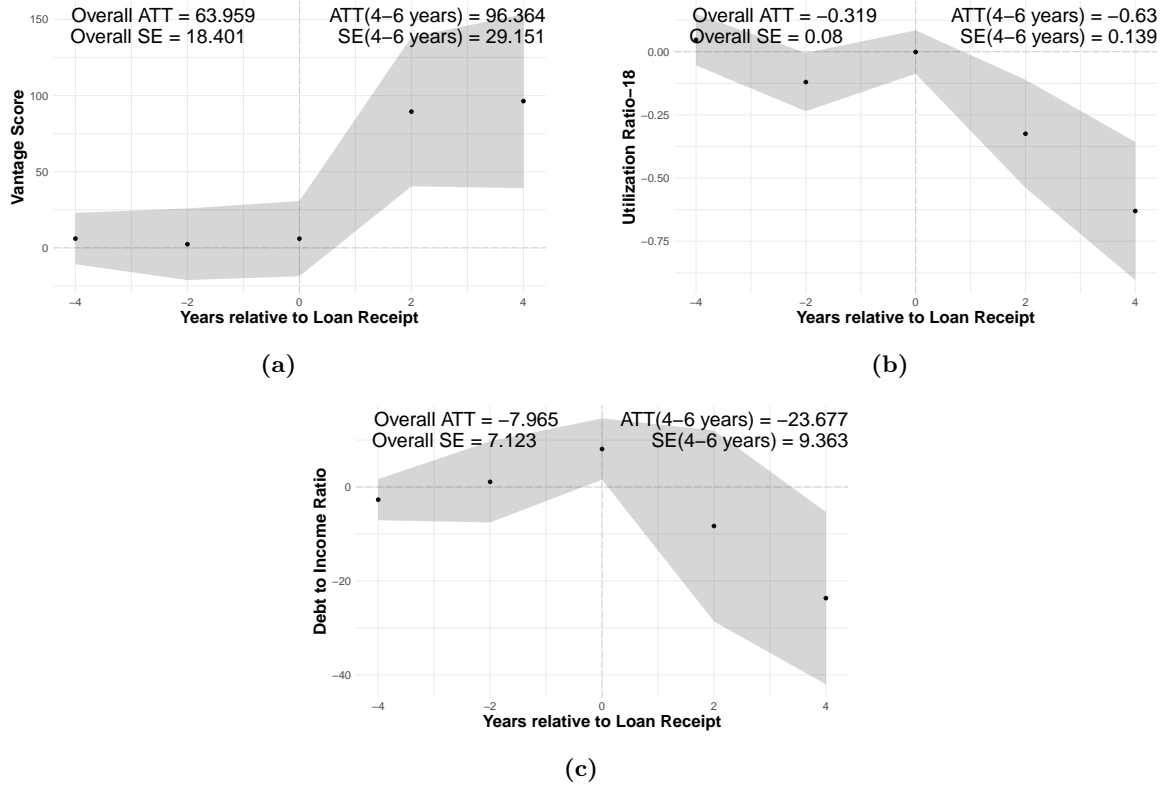 Overall ATT = 63.959
Overall SE = 18.401
ATT(4−6 years) = 96.364
SE(4−6 years) = 29.151
150
100
50
0
Vantage Score
−4 −2 0 2 4
Years relative to Loan Receipt
(a)
Overall ATT = −0.319
Overall SE = 0.08
ATT(4−6 years) = −0.63
SE(4−6 years) = 0.139
0.00
−0.25
−0.50
−0.75
Utilization Ratio−18
−4 −2 0 2 4
Years relative to Loan Receipt
(b)
Overall ATT = −7.965
Overall SE = 7.123
ATT(4−6 years) = −23.677
SE(4−6 years) = 9.363
0
−20
−40
Debt to Income Ratio
−4 −2 0 2 4
Years relative to Loan Receipt
(c)